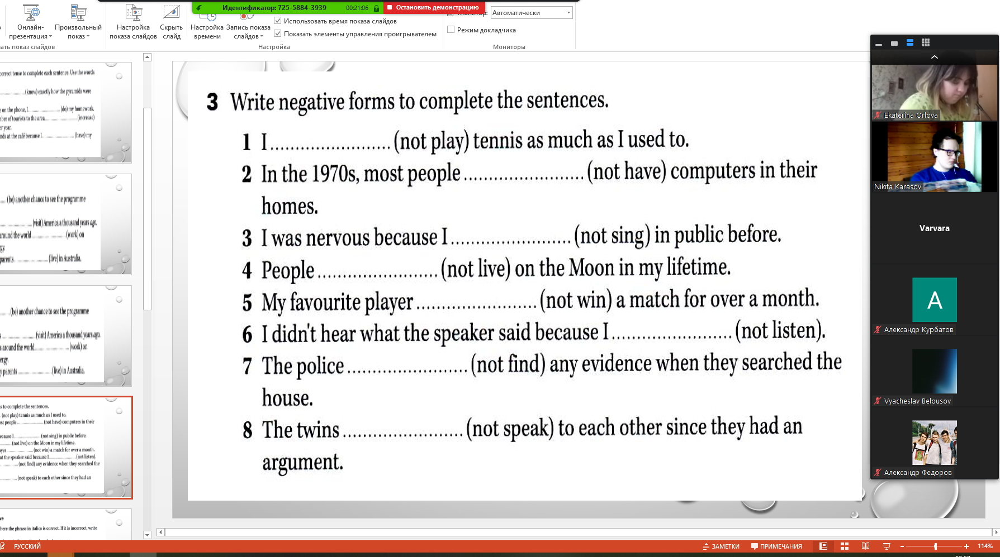 Идентификатор: 725-5884-3939
00:21:06
Остановить демонстрацию
Онлайн-
презентация
Произвольный
показ
Настройка
показа слайдов
Скрыть
слайд
Настройка
времени
Запись показа
слайдов
Использовать время показа слайдов
Показать элементы управления проигрывателем
Монитор:
Автоматически
Режим докладчика
ать показ слайдов
Настройка
Мониторы
correct tense to complete each sentence. Use the words
(know) exactly how the pyramids were
e on the phone, I (do) my homework.
ber of tourists to the area (increase)
er year.
nds at the café because I (have) my
(be) another chance to see the programme
(visit) America a thousand years ago.
around the world (work) on
gy.
parents (live) in Australia.
(be) another chance to see the programme
(visit) America a thousand years ago.
s around the world (work) on
ergy.
y parents (live) in Australia.
s to complete the sentences.
(not play) tennis as much as I used to.
st people (not have) computers in their
ecause I (not sing) in public before.
(not live) on the Moon in my lifetime.
yer (not win) a match for over a month.
at the speaker said because I (not listen).
(not find) any evidence when they searched the
(not speak) to each other since they had an
ve
here the phrase in italics is correct. If it is incorrect, write
3 Write negative forms to complete the sentences.
1 I ........................ (not play) tennis as much as I used to.
2 In the 1970s, most people ........................ (not have) computers in their
homes.
3 I was nervous because I ........................ (not sing) in public before.
4 People ........................ (not live) on the Moon in my lifetime.
5 My favourite player ........................ (not win) a match for over a month.
6 I didn't hear what the speaker said because I ........................ (not listen).
7 The police ........................ (not find) any evidence when they searched the
house.
8 The twins ........................ (not speak) to each other since they had an
argument.
Ekaterina Orlova
Nikita Karasov
Varvara
A
Александр Курбатов
Vyacheslav Belousov
Александр Федоров
РУССКИЙ
ЗАМЕТКИ
ПРИМЕЧАНИЯ
114%